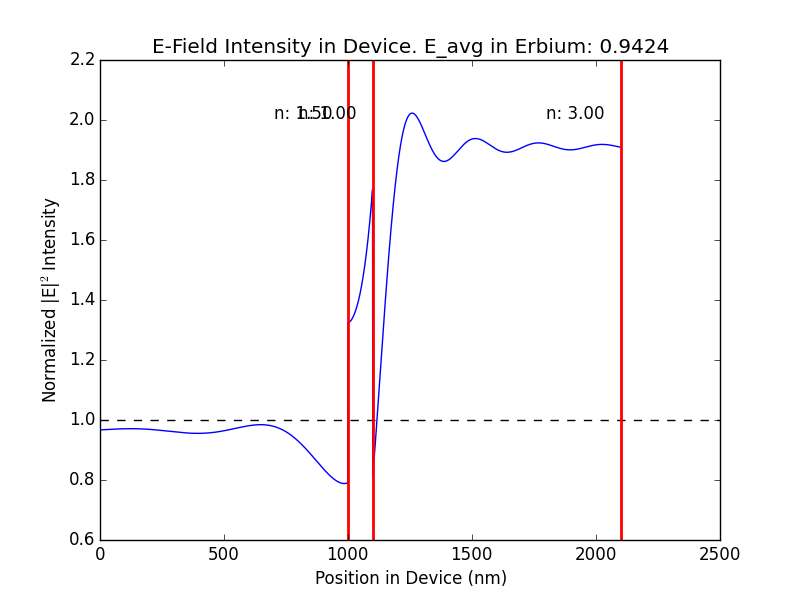 E-Field Intensity in Device. E_avg in Erbium: 0.9424
2.2
n: 1.50
n: 1.00
n: 3.00
2.0
1.8
1.6
1.4
1.2
1.0
0.8
0.6
Normalized |E|² Intensity
0
500
1000
1500
2000
2500
Position in Device (nm)